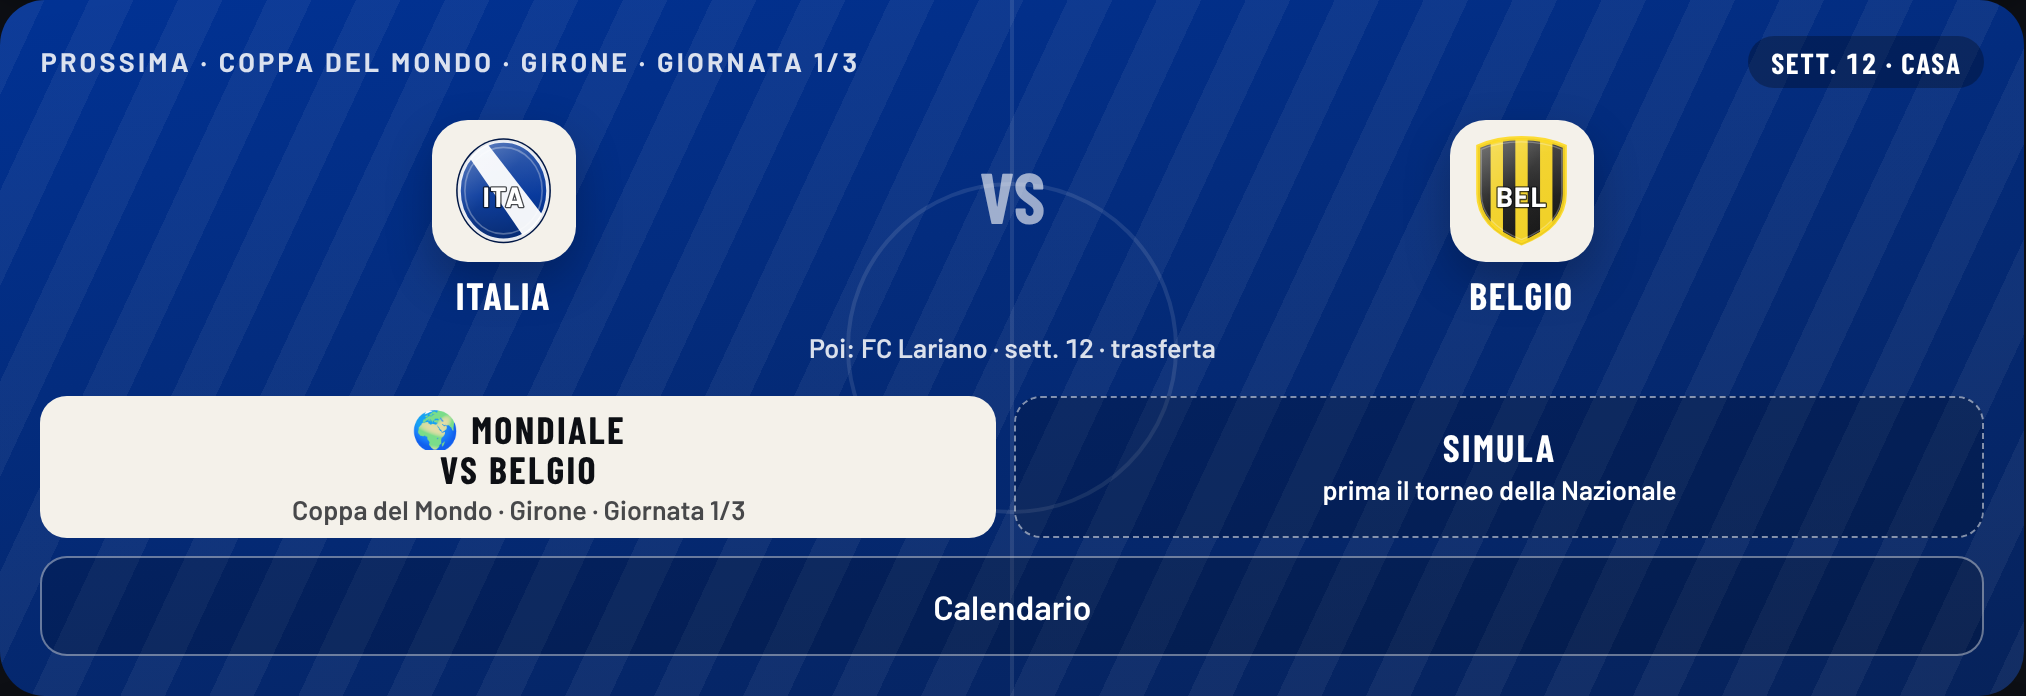 PROSSIMA · COPPA DEL MONDO · GIRONE · GIORNATA 1/3
SETT. 12 · CASA
ITA
VS
BEL
ITALIA
BELGIO
Poi: FC Lariano · sett. 12 · trasferta
🌍 MONDIALE
VS BELGIO
Coppa del Mondo · Girone · Giornata 1/3
SIMULA
prima il torneo della Nazionale
Calendario